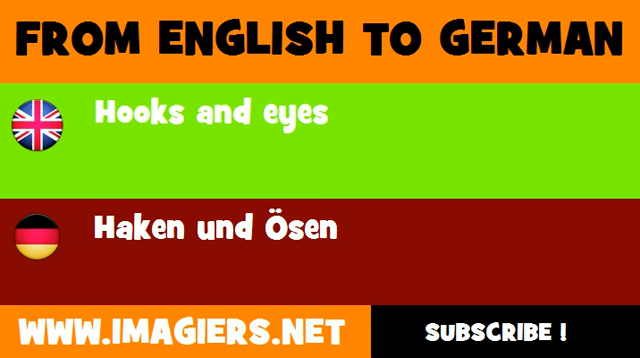 FROM ENGLISH TO GERMAN
Hooks and eyes
Haken und Ösen
WWW.IMAGIERS.NET
SUBSCRIBE !